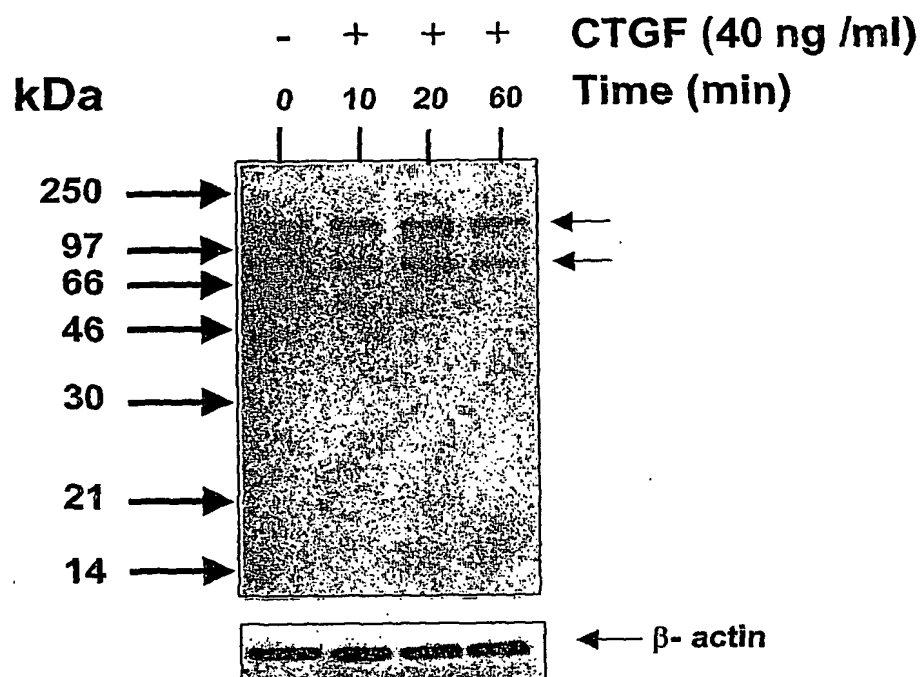 - + + + CTGF (40 ng /ml)
kDa 0 10 20 60 Time (min)
250
97
66
46
30
21
14
β- actin